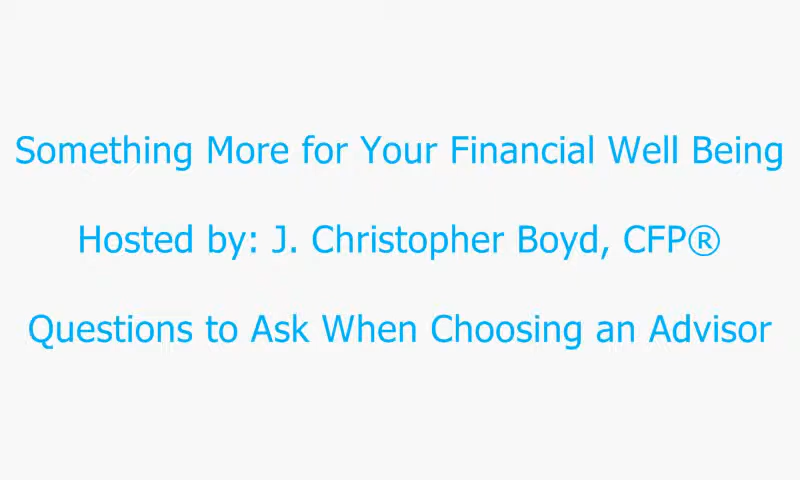 Something More for Your Financial Well Being
Hosted by: J. Christopher Boyd, CFP®
Questions to Ask When Choosing an Advisor